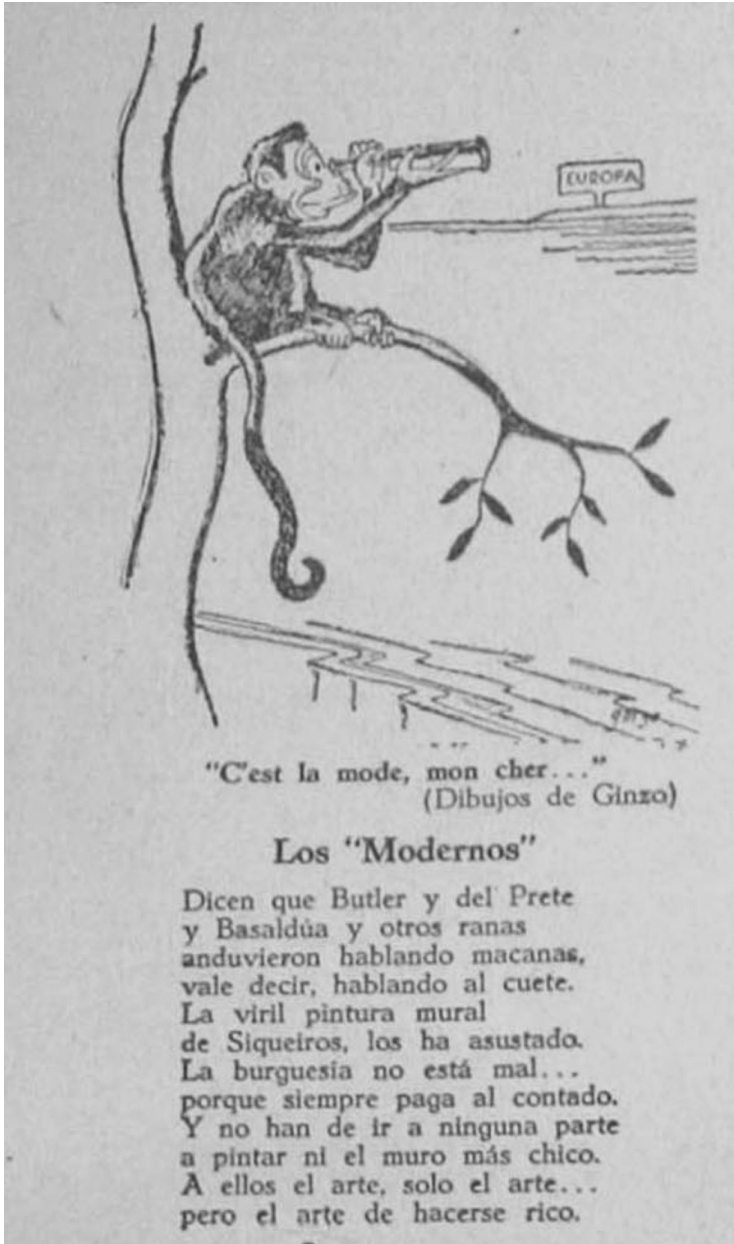 EUROPA
"C'est la mode, mon cher..."
(Dibujos de Ginzo)
Los "Modernos"
Dicen que Butler y del Prete
y Basaldúa y otros ranas
anduvieron hablando macanas,
vale decir, hablando al cuete.
La viril pintura mural
de Siqueiros, los ha asustado.
La burguesía no está mal...
porque siempre paga al contado.
Y no han de ir a ninguna parte
a pintar ni el muro más chico.
A ellos el arte, solo el arte...
pero el arte de hacerse rico.